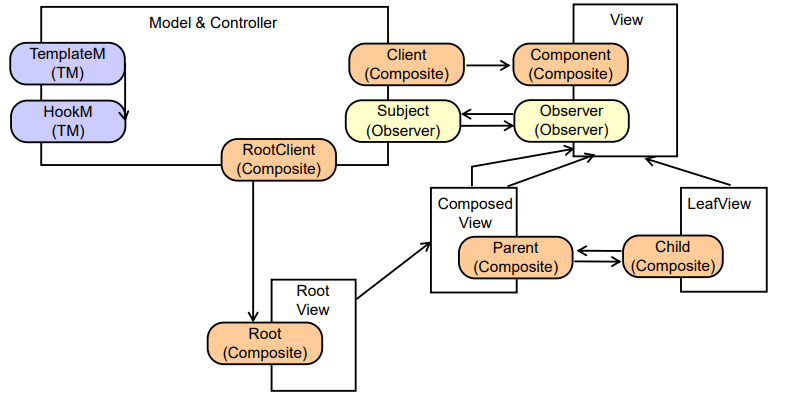 Model & Controller
View
TemplateM
(TM)
Client
(Composite)
Component
(Composite)
HookM
(TM)
Subject
(Observer)
Observer
(Observer)
RootClient
(Composite)
Composed
View
LeafView
Parent
(Composite)
Child
(Composite)
Root
View
Root
(Composite)